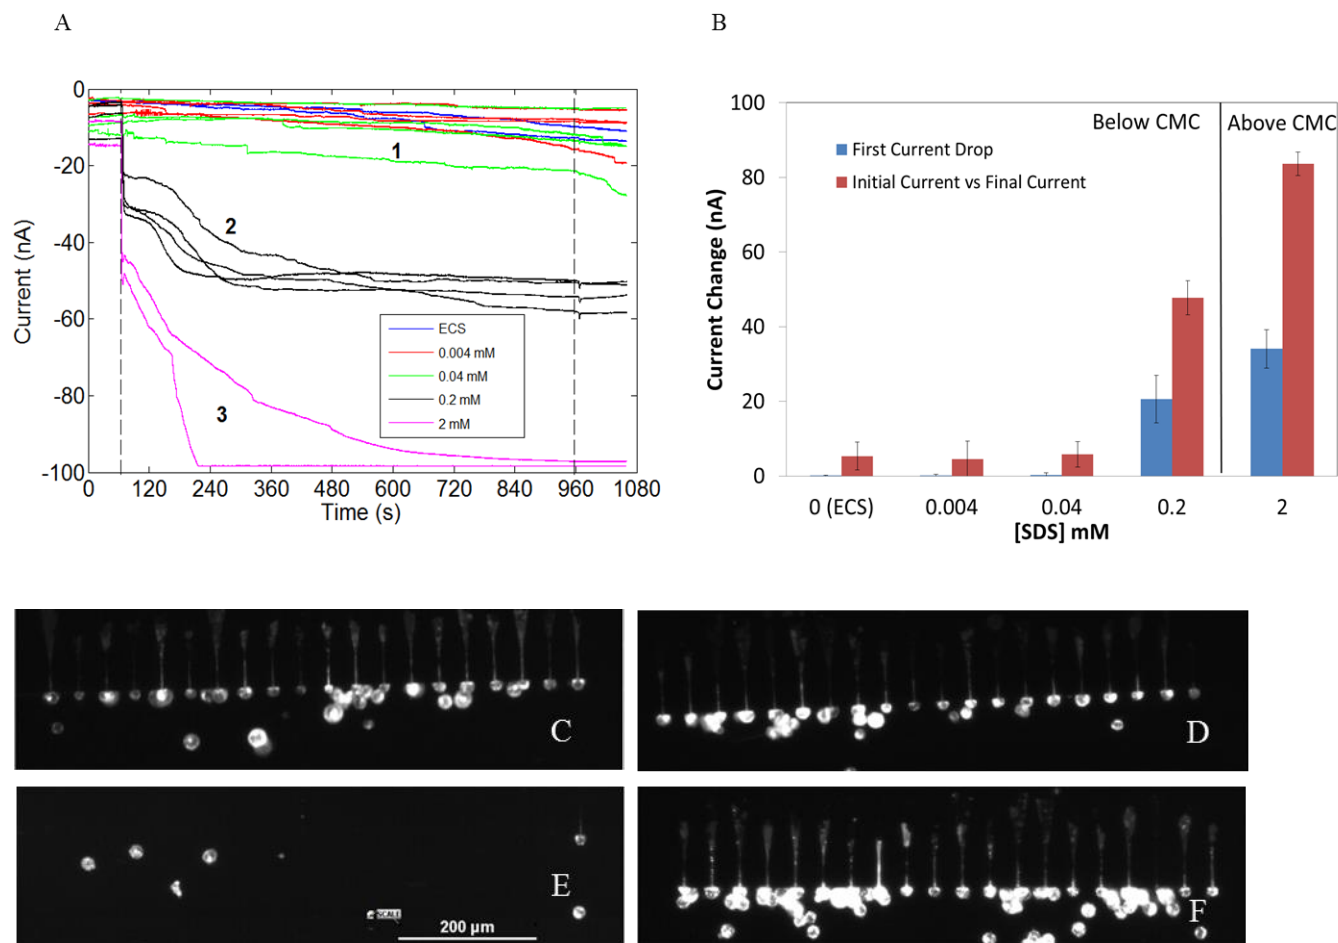 A
B
0
-20
-40
-60
-80
-100
Current (nA)
1
2
3
ECS
0.004 mM
0.04 mM
0.2 mM
2 mM
0 120 240 360 480 600 720 840 960 1080
Time (s)
100
80
60
40
20
0
Current Change (nA)
Below CMC
Above CMC
First Current Drop
Initial Current vs Final Current
0 (ECS) 0.004 0.04 0.2 2
[SDS] mM
C
D
E
SCALE
200 µm
F